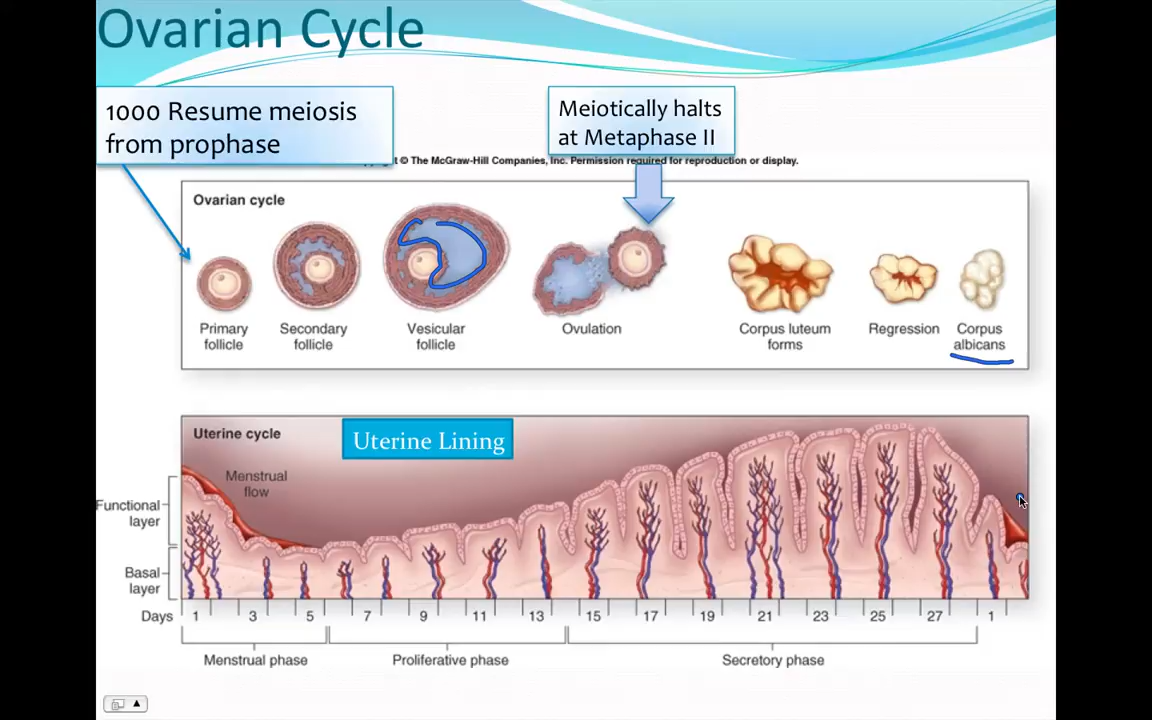 Ovarian Cycle
1000 Resume meiosis
from prophase
Meiotically halts
at Metaphase II
© The McGraw-Hill Companies, Inc. Permission required for reproduction or display.
Ovarian cycle
Primary
follicle
Secondary
follicle
Vesicular
follicle
Ovulation
Corpus luteum
forms
Regression
Corpus
albicans
Uterine cycle
Uterine Lining
Menstrual
flow
Functional
layer
Basal
layer
Days 1 3 5 7 9 11 13 15 17 19 21 23 25 27 1
Menstrual phase Proliferative phase Secretory phase